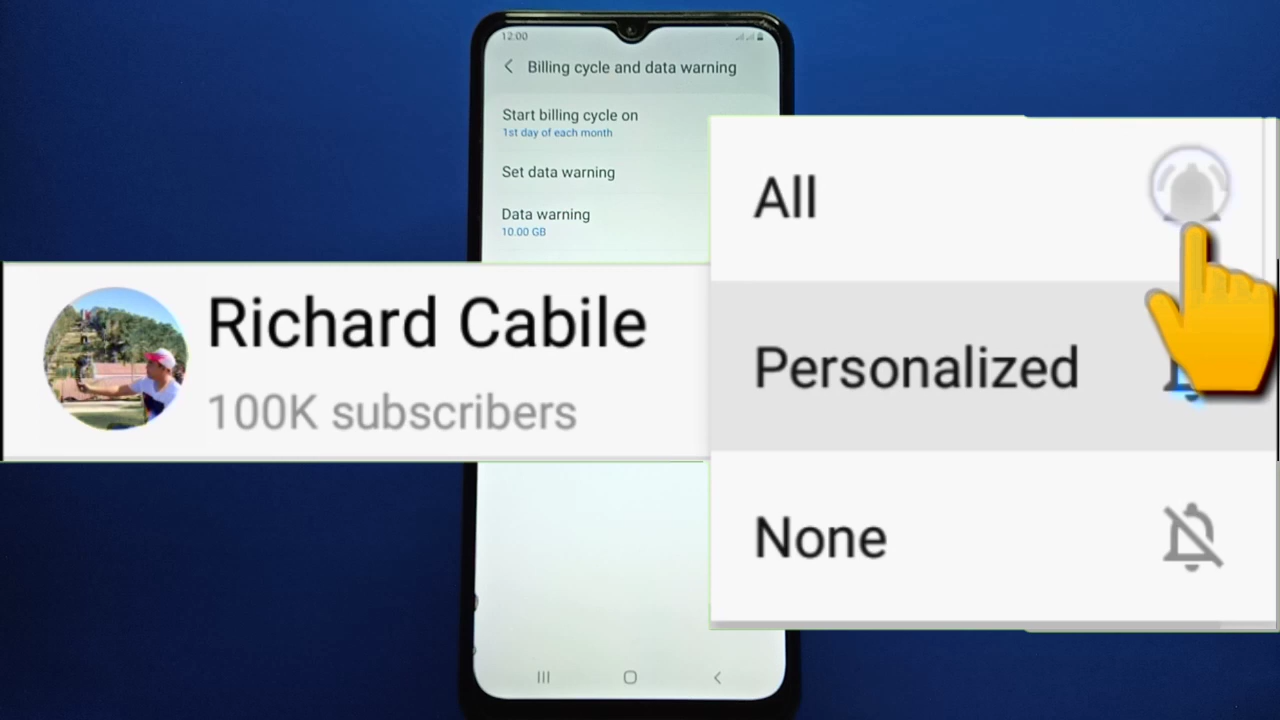 12:00
Billing cycle and data warning
Start billing cycle on
1st day of each month
Set data warning
Data warning
10.00 GB
Richard Cabile
100K subscribers
All
Personalized
None